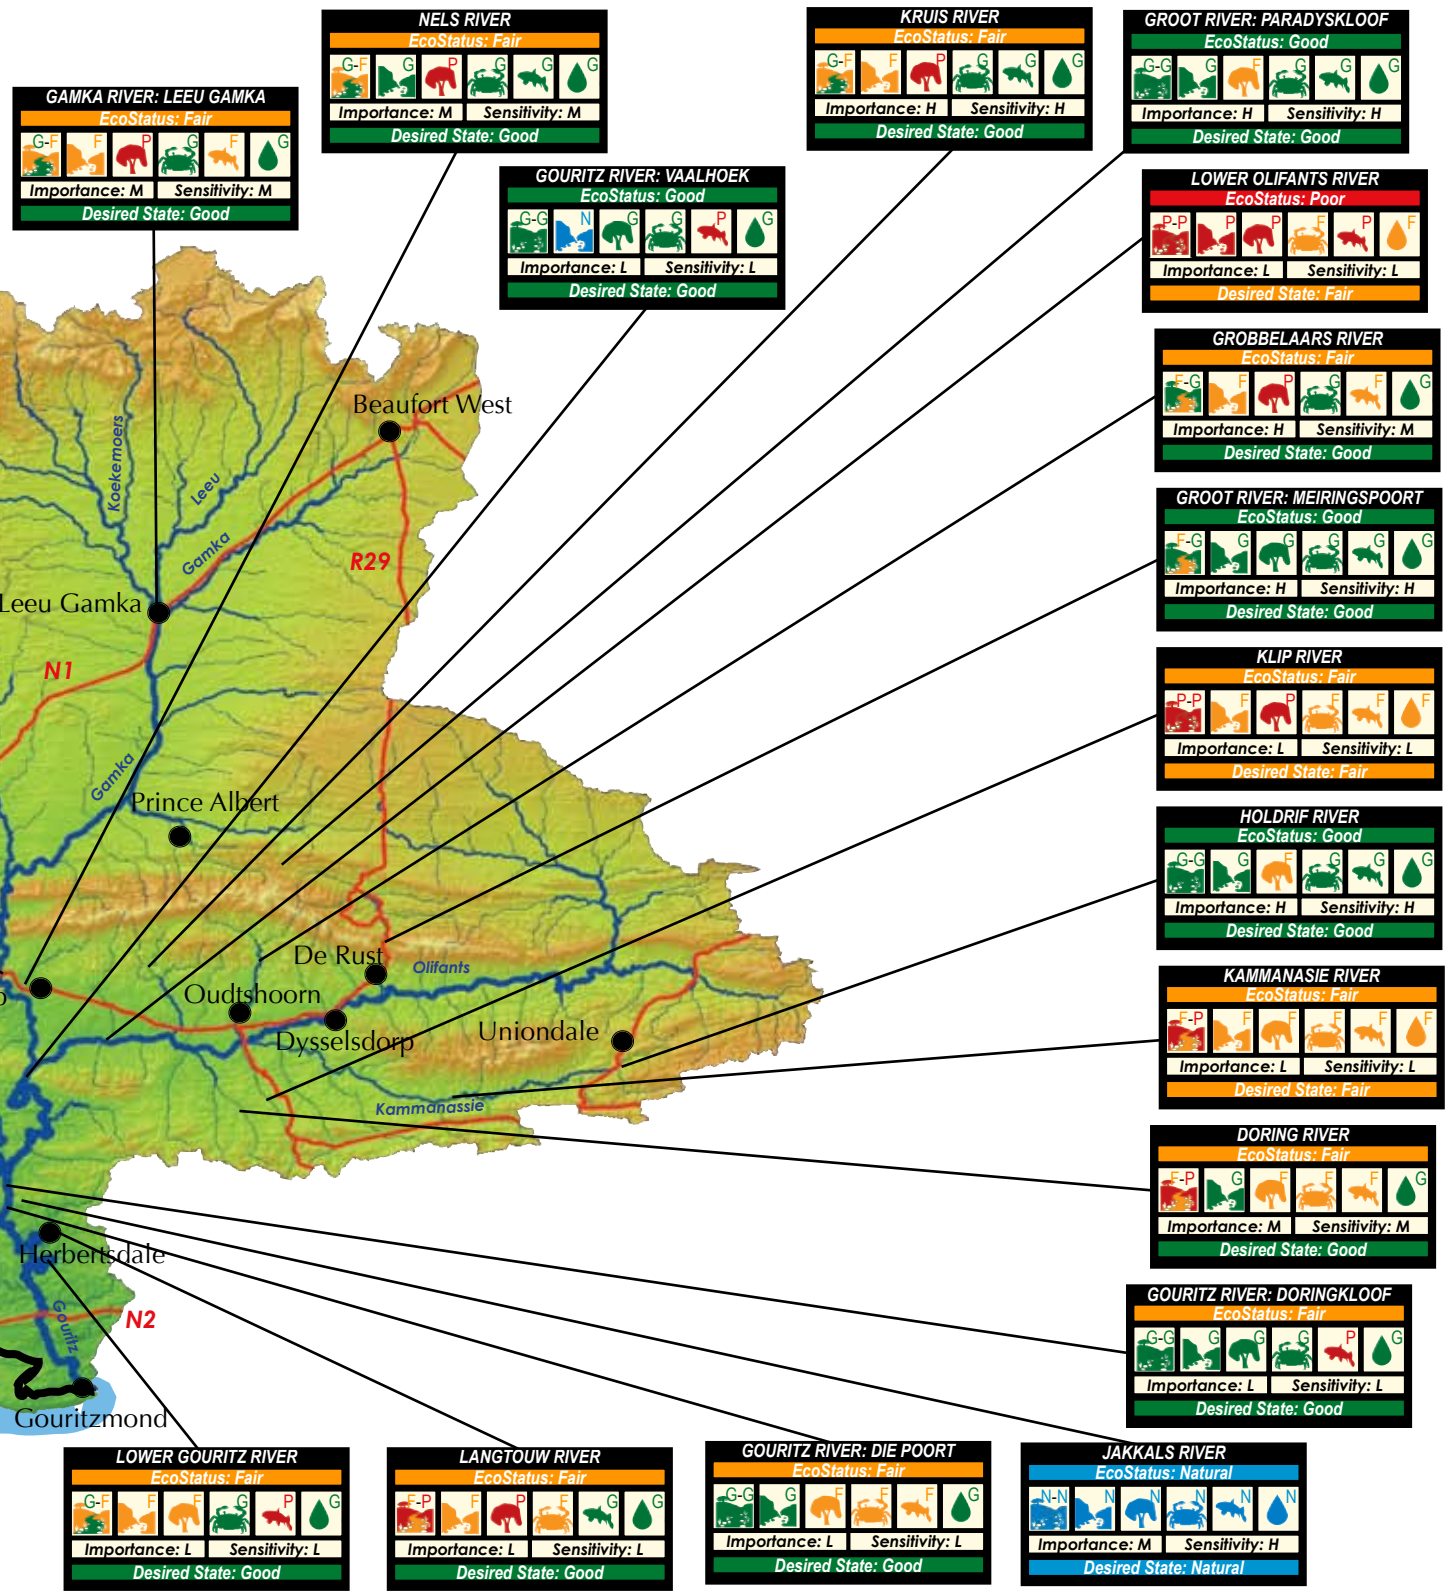 NELS RIVER
EcoStatus: Fair
G-F G P G G G
Importance: M Sensitivity: M
Desired State: Good
KRUIS RIVER
EcoStatus: Fair
G-F F P G G G
Importance: H Sensitivity: H
Desired State: Good
GROOT RIVER: PARADYSKLOOF
EcoStatus: Good
G-G G F G G G
Importance: H Sensitivity: H
Desired State: Good
GAMKA RIVER: LEEU GAMKA
EcoStatus: Fair
G-F F P G F G
Importance: M Sensitivity: M
Desired State: Good
GOURITZ RIVER: VAALHOEK
EcoStatus: Good
G-G N G G P G
Importance: L Sensitivity: L
Desired State: Good
LOWER OLIFANTS RIVER
EcoStatus: Poor
P-P P P F P F
Importance: L Sensitivity: L
Desired State: Fair
GROBBELAARS RIVER
EcoStatus: Fair
F-G F P G F G
Importance: H Sensitivity: M
Desired State: Good
GROOT RIVER: MEIRINGSPOORT
EcoStatus: Good
F-G G G G G G
Importance: H Sensitivity: H
Desired State: Good
KLIP RIVER
EcoStatus: Fair
P-P F P F F F
Importance: L Sensitivity: L
Desired State: Fair
HOLDRIF RIVER
EcoStatus: Good
G-G G F G G G
Importance: H Sensitivity: H
Desired State: Good
KAMMANASIE RIVER
EcoStatus: Fair
F-P F F F F F
Importance: L Sensitivity: L
Desired State: Fair
DORING RIVER
EcoStatus: Fair
F-P G F F F G
Importance: M Sensitivity: M
Desired State: Good
GOURITZ RIVER: DORINGKLOOF
EcoStatus: Fair
G-G G G G P G
Importance: L Sensitivity: L
Desired State: Good
LOWER GOURITZ RIVER
EcoStatus: Fair
G-F F F G P G
Importance: L Sensitivity: L
Desired State: Good
LANGTOUW RIVER
EcoStatus: Fair
F-P F P F G G
Importance: L Sensitivity: L
Desired State: Good
GOURITZ RIVER: DIE POORT
EcoStatus: Fair
G-G G F F F G
Importance: L Sensitivity: L
Desired State: Good
JAKKALS RIVER
EcoStatus: Natural
N-N N N N N N
Importance: M Sensitivity: H
Desired State: Natural
Beaufort West
Koekemoers
Leeu
Gamka
R29
Leeu Gamka
N1
Gamka
Prince Albert
De Rust
Olifants
Oudtshoorn
Dysselsdorp
Uniondale
Kammanassie
Herbertsdale
Gouritz
N2
Gouritzmond